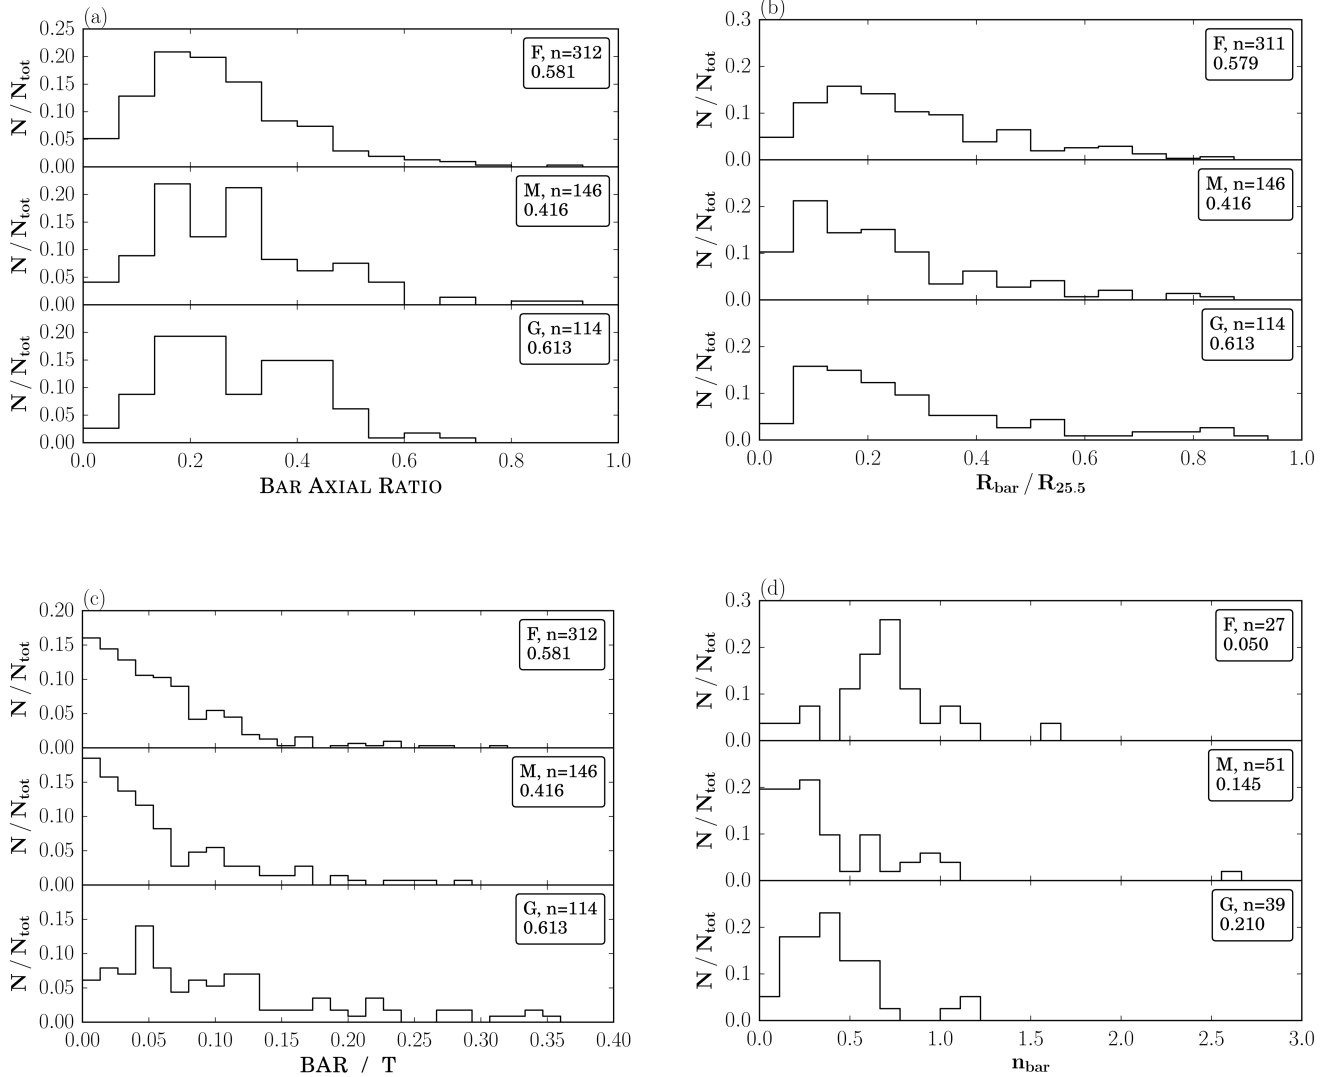 (a)
0.25
0.20
0.15
0.10
0.05
0.00
N / N_tot
F, n=312
0.581
0.20
0.15
0.10
0.05
0.00
N / N_tot
M, n=146
0.416
0.20
0.15
0.10
0.05
0.00
N / N_tot
G, n=114
0.613
0.0 0.2 0.4 0.6 0.8 1.0
BAR AXIAL RATIO
(b)
0.3
0.2
0.1
0.0
N / N_tot
F, n=311
0.579
0.2
0.1
0.0
N / N_tot
M, n=146
0.416
0.2
0.1
0.0
N / N_tot
G, n=114
0.613
0.0 0.2 0.4 0.6 0.8 1.0
R_bar / R_25.5
(c)
0.20
0.15
0.10
0.05
0.00
N / N_tot
F, n=312
0.581
0.15
0.10
0.05
0.00
N / N_tot
M, n=146
0.416
0.15
0.10
0.05
0.00
N / N_tot
G, n=114
0.613
0.00 0.05 0.10 0.15 0.20 0.25 0.30 0.35 0.40
BAR / T
(d)
0.3
0.2
0.1
0.0
N / N_tot
F, n=27
0.050
0.2
0.1
0.0
N / N_tot
M, n=51
0.145
0.2
0.1
0.0
N / N_tot
G, n=39
0.210
0.0 0.5 1.0 1.5 2.0 2.5 3.0
n_bar